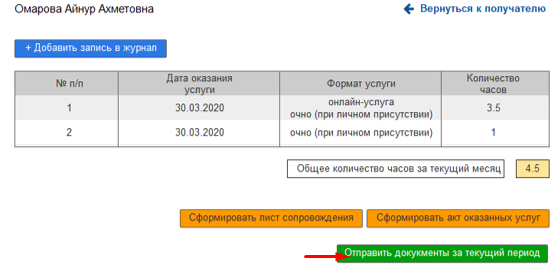 Омарова Айнур Ахметовна
Вернуться к получателю
+ Добавить запись в журнал
№ п/п Дата оказания услуги Формат услуги Количество часов
1 30.03.2020 онлайн-услуга очно (при личном присутствии) 3.5
2 30.03.2020 очно (при личном присутствии) 1
Общее количество часов за текущий месяц 4.5
Сформировать лист сопровождения Сформировать акт оказанных услуг
Отправить документы за текущий период